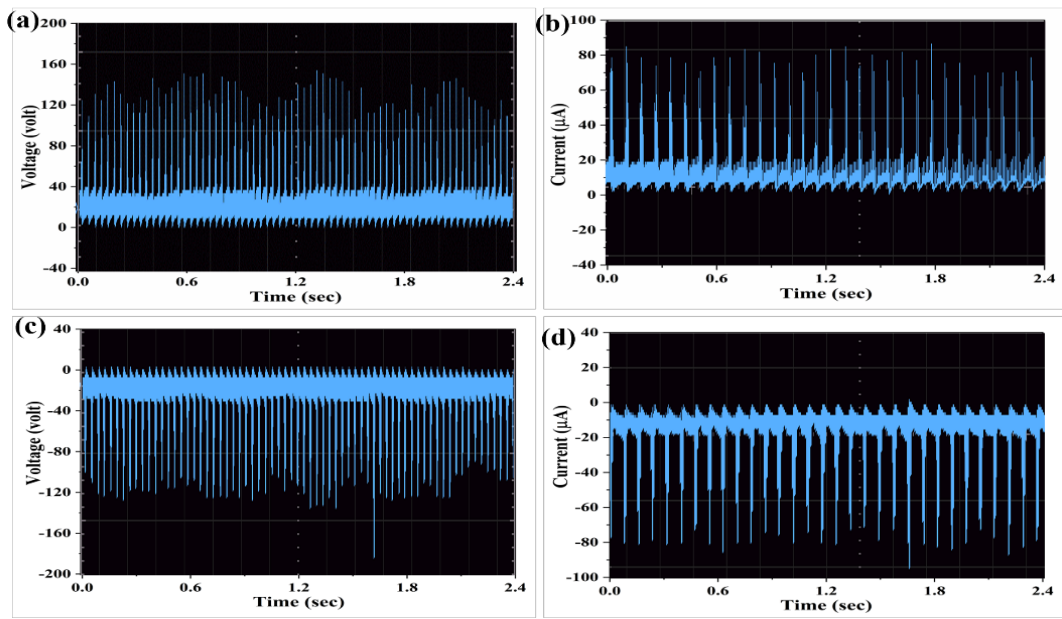 (a)
200
160
120
80
40
0
-40
Voltage (volt)
0.0 0.6 1.2 1.8 2.4
Time (sec)
(b)
100
80
60
40
20
0
-20
-40
Current (μA)
0.0 0.6 1.2 1.8 2.4
Time (sec)
(c)
40
0
-40
-80
-120
-160
-200
Voltage (volt)
0.0 0.6 1.2 1.8 2.4
Time (sec)
(d)
40
20
0
-20
-40
-60
-80
-100
Current (μA)
0.0 0.6 1.2 1.8 2.4
Time (sec)